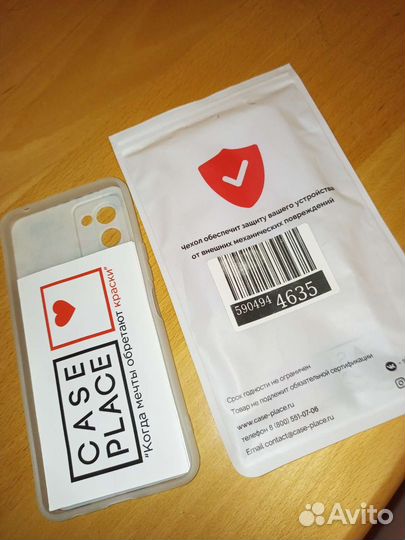 CASE
PLACE
"Когда мечты обретают краски"
Чехол обеспечит защиту вашего устройства
от внешних механических повреждений
590494 4635
Срок годности не ограничен
Товар не подлежит обязательной сертификации
www.case-place.ru
телефон 8 (800) 551-07-06
Email contact@case-place.ru
Avito